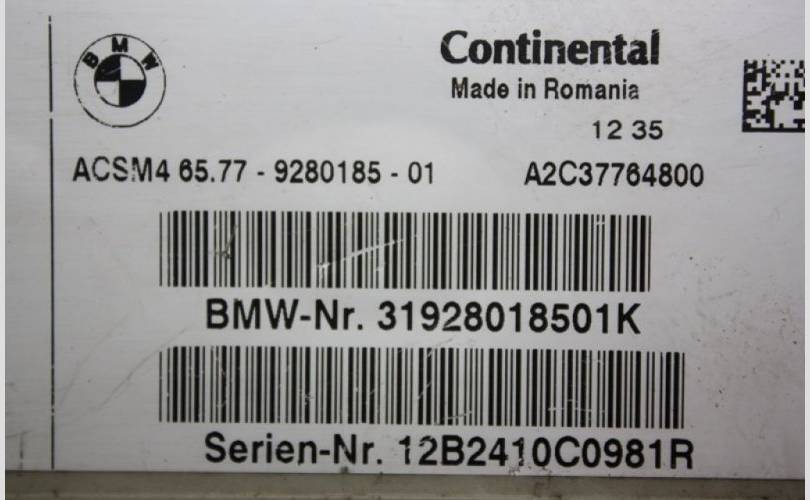 BMW
Continental
Made in Romania
12 35
ACSM4 65.77 - 9280185 - 01 A2C37764800
BMW-Nr. 31928018501K
Serien-Nr. 12B2410C0981R